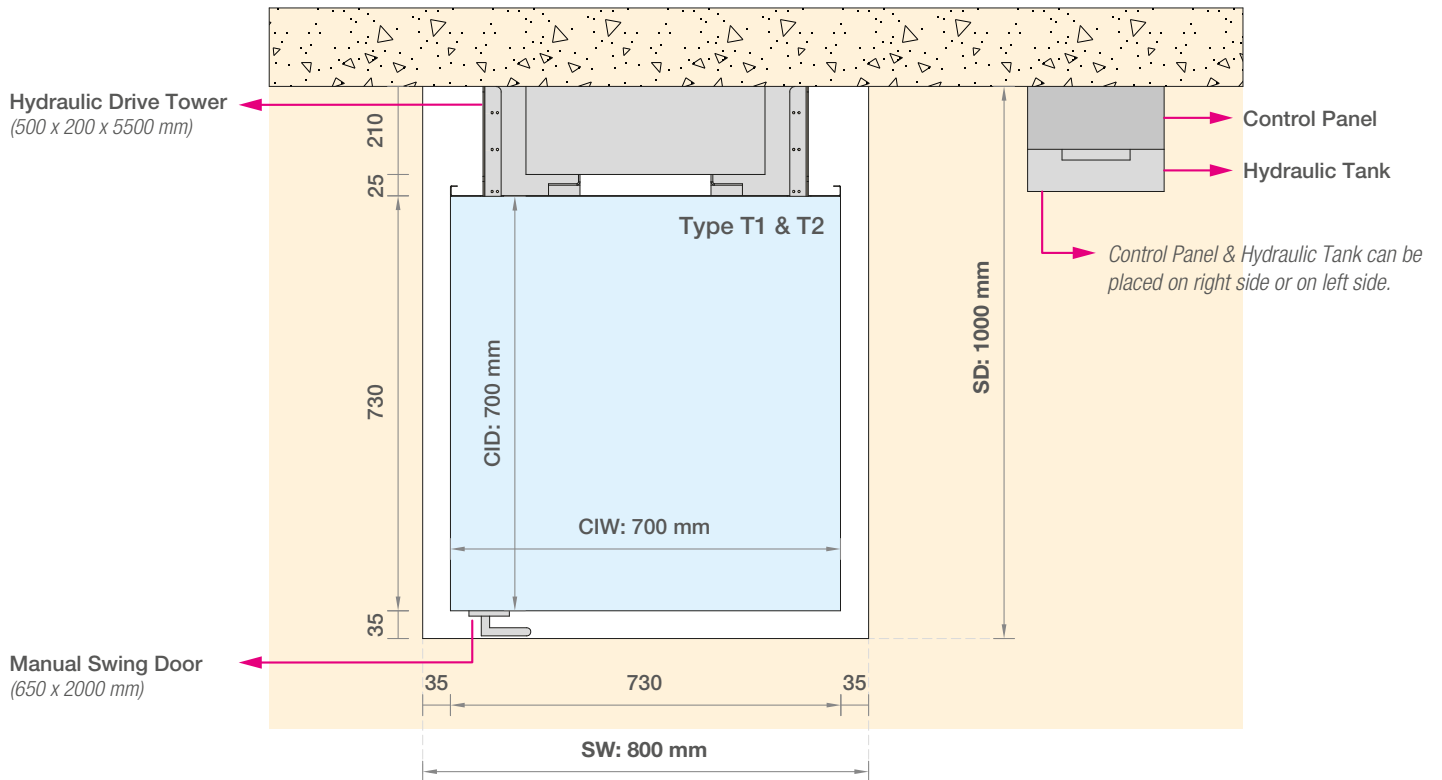 Hydraulic Drive Tower
(500 x 200 x 5500 mm)
210
25
730
35
Control Panel
Hydraulic Tank
Control Panel & Hydraulic Tank can be
placed on right side or on left side.
Type T1 & T2
CID: 700 mm
CIW: 700 mm
SD: 1000 mm
Manual Swing Door
(650 x 2000 mm)
35
730
35
SW: 800 mm